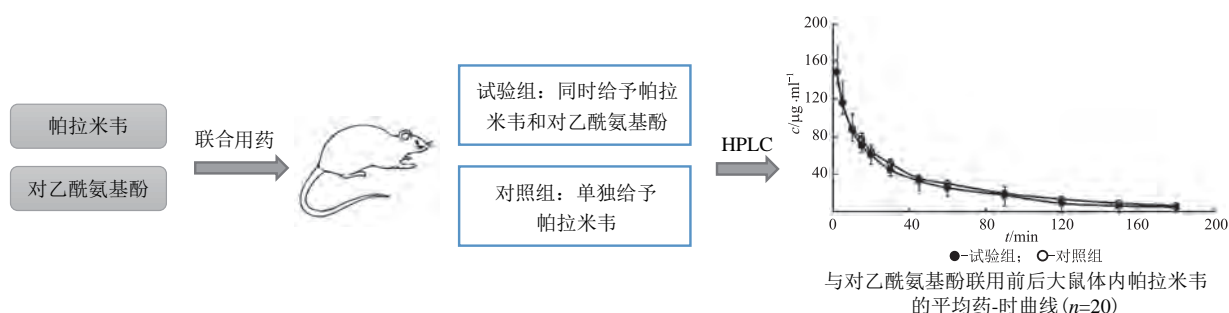 帕拉米韦
对乙酰氨基酚
联合用药
试验组：同时给予帕拉
米韦和对乙酰氨基酚
对照组：单独给予
帕拉米韦
HPLC
c/μg·ml⁻¹
200
160
120
80
40
0
40
80
120
160
200
t/min
●-试验组； O-对照组
与对乙酰氨基酚联用前后大鼠体内帕拉米韦
的平均药-时曲线(n=20)